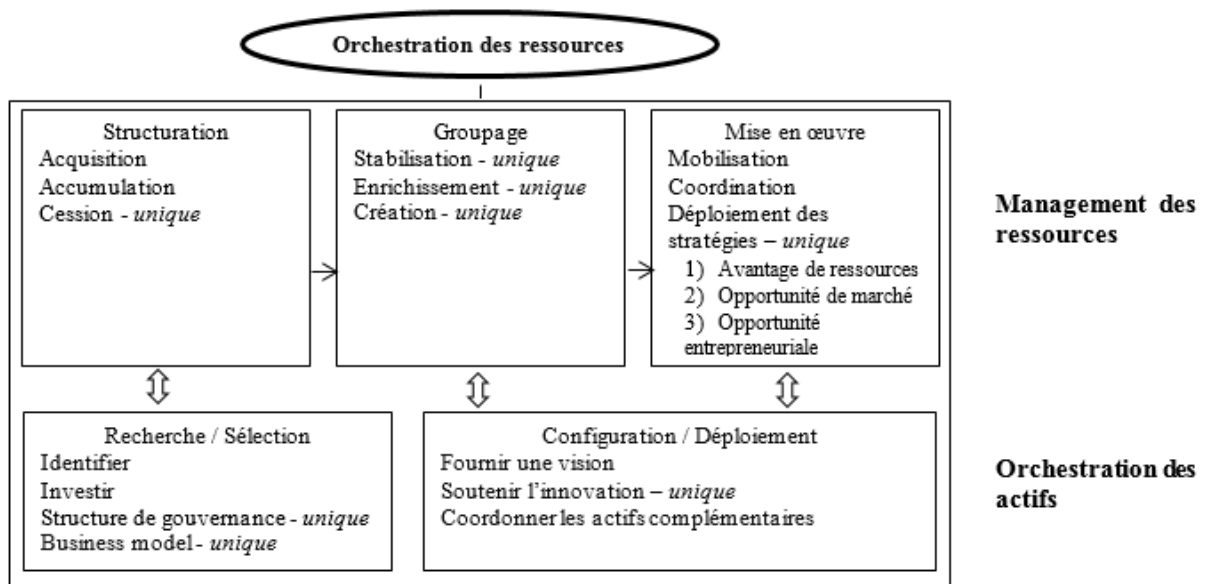 Orchestration des ressources
Structuration
Acquisition
Accumulation
Cession - unique
Groupage
Stabilisation - unique
Enrichissement - unique
Création - unique
Mise en œuvre
Mobilisation
Coordination
Déploiement des
stratégies – unique
1) Avantage de ressources
2) Opportunité de marché
3) Opportunité
entrepreneuriale
Management des
ressources
Recherche / Sélection
Identifier
Investir
Structure de gouvernance - unique
Business model - unique
Configuration / Déploiement
Fournir une vision
Soutenir l’innovation – unique
Coordonner les actifs complémentaires
Orchestration des
actifs